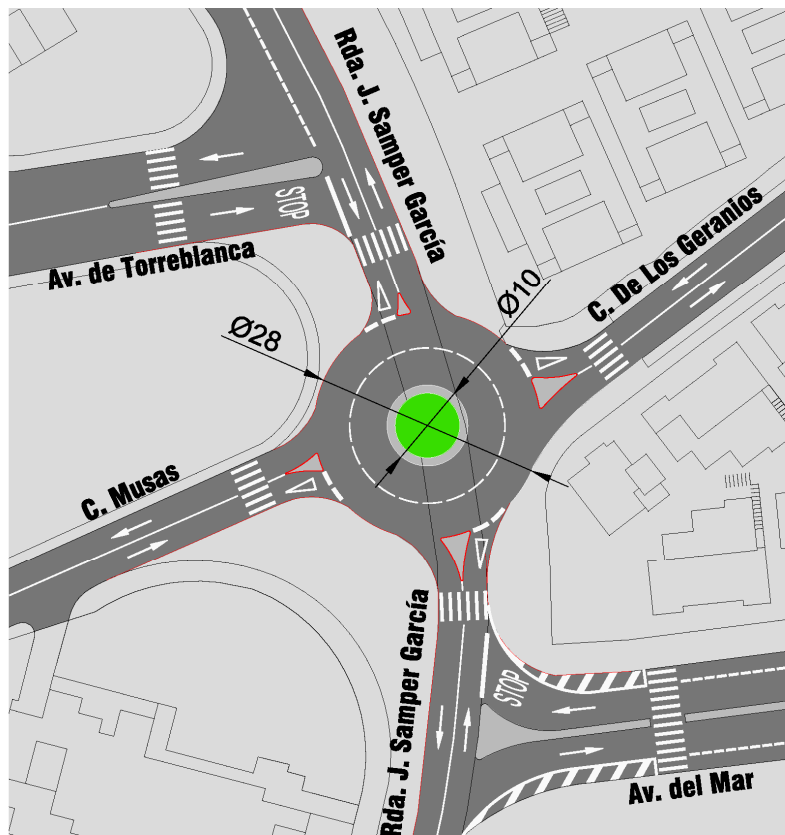 Rda. J. Samper García
STOP
Av. de Torreblanca
C. De Los Geranios
Ø10
Ø28
C. Musas
Rda. J. Samper García
STOP
Av. del Mar